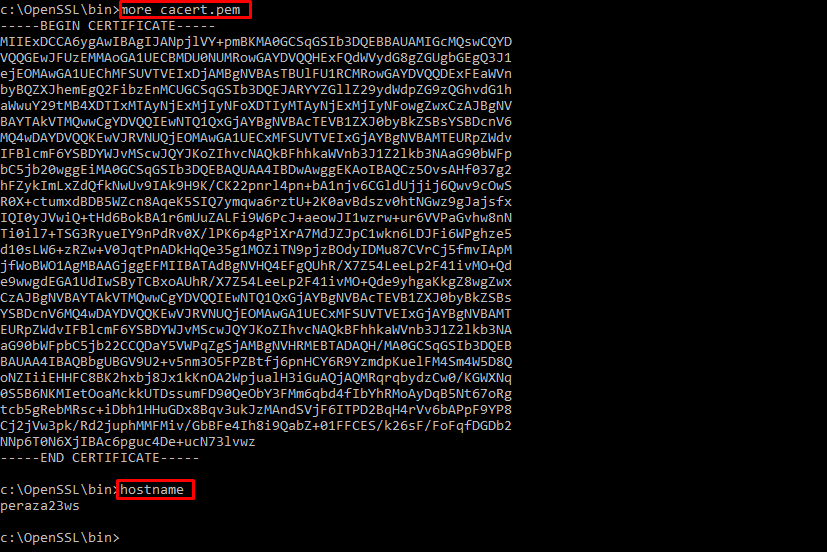 c:\OpenSSL\bin>more cacert.pem
-----BEGIN CERTIFICATE-----
MIIExDCCA6ygAwIBAgIJANpjlVY+pmBKMA0GCSqGSIb3DQEBBAUAMIGcMQswCQYD
VQQGEwJFUzEMMAoGA1UECBMDU0NUMRowGAYDVQQHExFQdWVydG8gZGUgbGEgQ3J1
ejEOMAwGA1UEChMFSUVTVEIxDjAMBgNVBAsTBUlFU1RCMRowGAYDVQQDExFEaWVn
byBQZXJhemEgQ2FibzEnMCUGCSqGSIb3DQEJARYYZGllZ29ydWdpZG9zQGhvdG1h
aWwuY29tMB4XDTIxMTAyNjExMjIyNFoXDTIyMTAyNjExMjIyNFowgZwxCzAJBgNV
BAYTAkVTMQwwCgYDVQQIEwNTQ1QxGjAYBgNVBAcTEVB1ZXJ0byBkZSBsYSBDcnV6
MQ4wDAYDVQQKEwVJRVNUQjEOMAwGA1UECxMFSUVTVEIxGjAYBgNVBAMTEURpZWdv
IFBlcmF6YSBDYWJvMScwJQYJKoZIhvcNAQkBFhhkaWVnb3J1Z2lkb3NAaG90bWFp
bC5jb20wggEiMA0GCSqGSIb3DQEBAQUAA4IBDwAwggEKAoIBAQCz5OvsAHf037g2
hFZykImLxZdQfkNwUv9IAk9H9K/CK22pnrl4pn+bA1njv6CGldUjjij6Qwv9cOwS
R0X+ctumxdBDB5WZcn8AqeK5SIQ7ymqwa6rztU+2K0avBdszv0htNGwz9gJajsfx
IQI0yJVwiQ+tHd6BokBA1r6mUuZALFi9W6PcJ+aeowJI1wzrw+ur6VVPaGvhw8nN
Ti0il7+TSG3RyueIY9nPdRv0X/lPK6p4gPiXrA7MdJZJpC1wkn6LDJFi6WPghze5
d10sLW6+zRZw+V0JqtPnADkHqQe35g1MOZiTN9pjzBOdyIDMu87CVrCj5fmvIApM
jfWoBWO1AgMBAAGjggEFMIIBATAdBgNVHQ4EFgQUhR/X7Z54LeeLp2F41ivMO+Qd
e9wwgdEGA1UdIwSByTCBxoAUhR/X7Z54LeeLp2F41ivMO+Qde9yhgaKkgZ8wgZwx
CzAJBgNVBAYTAkVTMQwwCgYDVQQIEwNTQ1QxGjAYBgNVBAcTEVB1ZXJ0byBkZSBs
YSBDcnV6MQ4wDAYDVQQKEwVJRVNUQjEOMAwGA1UECxMFSUVTVEIxGjAYBgNVBAMT
EURpZWdvIFBlcmF6YSBDYWJvMScwJQYJKoZIhvcNAQkBFhhkaWVnb3J1Z2lkb3NA
aG90bWFpbC5jb22CCQDaY5VWPqZgSjAMBgNVHRMEBTADAQH/MA0GCSqGSIb3DQEB
BAUAA4IBAQBbgUBGV9U2+v5nm3O5FPZBtfj6pnHCY6R9YzmdpKuelFM4Sm4W5D8Q
oNZIiiEHHFC8BK2hxbj8Jx1kKnOA2WpjualH3iGuAQjAQMRqrqbydzCw0/KGWXNq
0S5B6NKMIetOoaMckkUTDssumFD90QeObY3FMm6qbd4fIbYhRMoAyDqB5Nt67oRg
tcb5gRebMRsc+iDbh1HHuGDx8Bqv3ukJzMAndSVjF6ITPD2BqH4rVv6bAPpF9YP8
Cj2jVw3pk/Rd2juphMMFMiv/GbBFe4Ih8i9QabZ+01FFCES/k26sF/FoFqfDGDb2
NNp6T0N6XjIBAc6pguc4De+ucN73lvwz
-----END CERTIFICATE-----
c:\OpenSSL\bin>hostname
peraza23ws
c:\OpenSSL\bin>